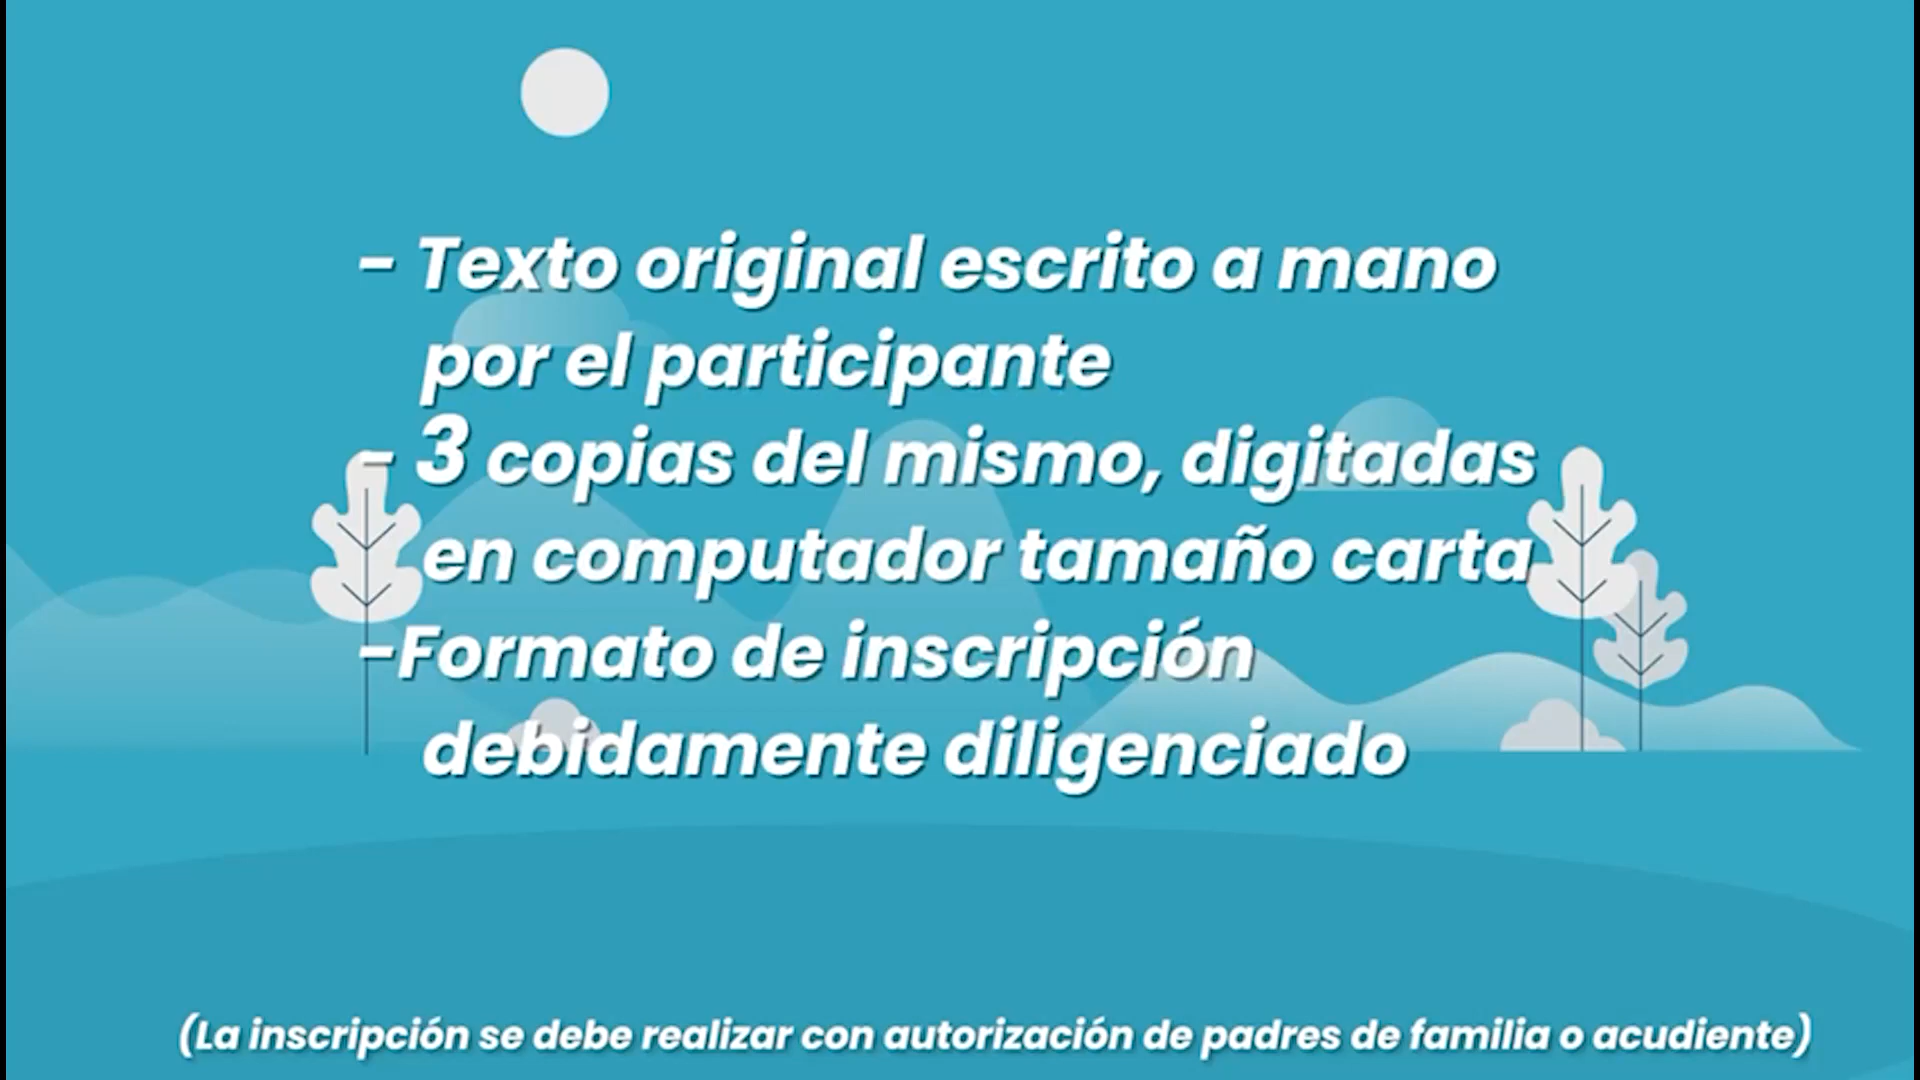 - Texto original escrito a mano
por el participante
- 3 copias del mismo, digitadas
en computador tamaño carta
-Formato de inscripción
debidamente diligenciado
(La inscripción se debe realizar con autorización de padres de familia o acudiente)